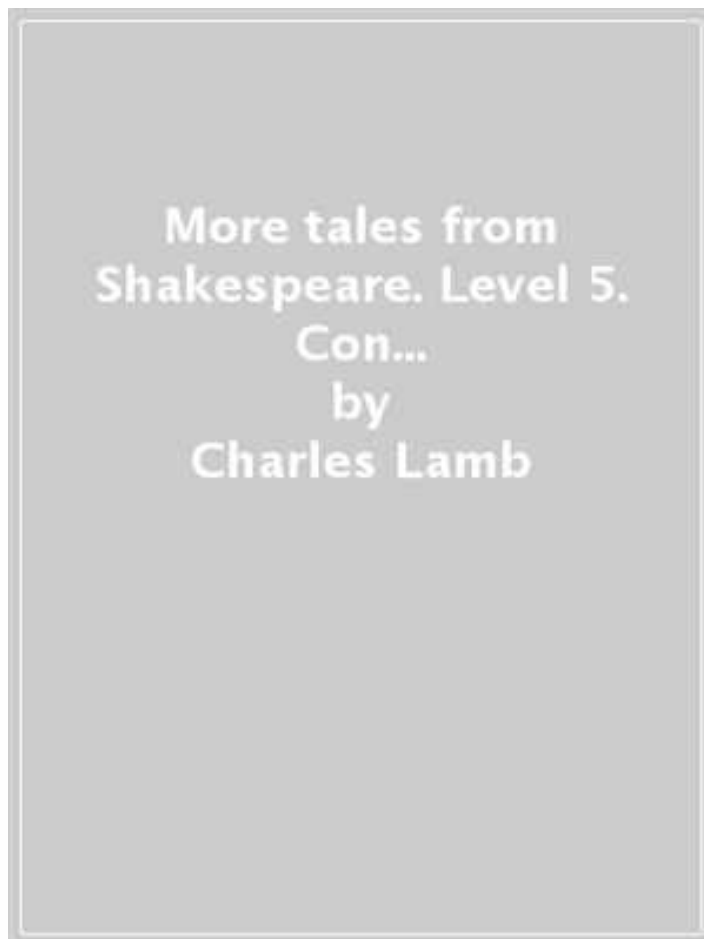 More tales from
Shakespeare. Level 5.
Con...
by
Charles Lamb